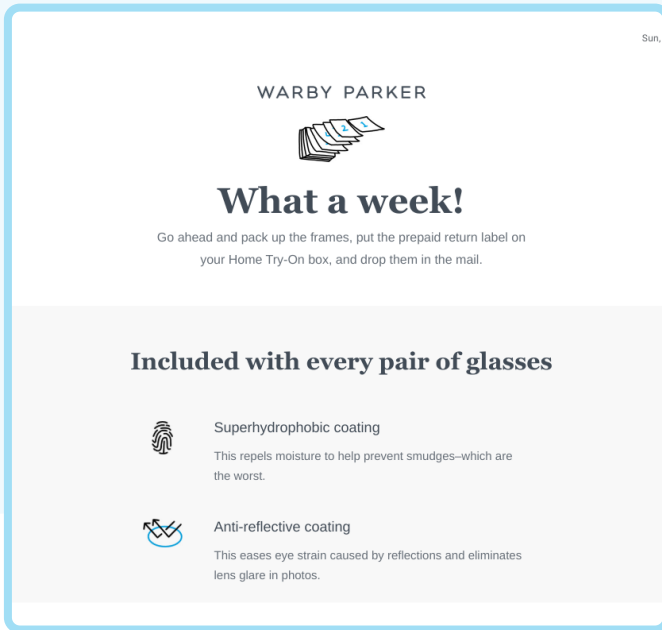 Sun,
WARBY PARKER
2 1
What a week!
Go ahead and pack up the frames, put the prepaid return label on
your Home Try-On box, and drop them in the mail.
Included with every pair of glasses
Superhydrophobic coating
This repels moisture to help prevent smudges–which are
the worst.
Anti-reflective coating
This eases eye strain caused by reflections and eliminates
lens glare in photos.